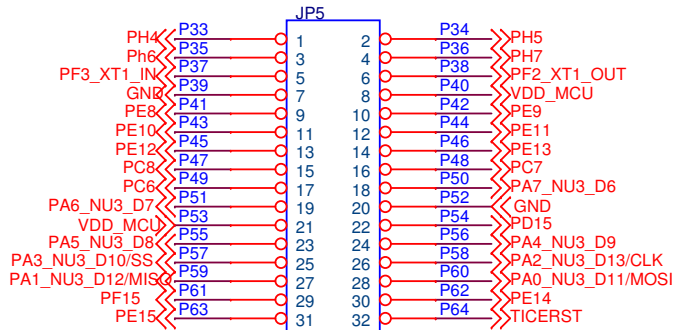 JP5
PH4 P33 1 2 P34 PH5
Ph6 P35 3 4 P36 PH7
PF3_XT1_IN P37 5 6 P38 PF2_XT1_OUT
GND P39 7 8 P40 VDD_MCU
PE8 P41 9 10 P42 PE9
PE10 P43 11 12 P44 PE11
PE12 P45 13 14 P46 PE13
PC8 P47 15 16 P48 PC7
PC6 P49 17 18 P50 PA7_NU3_D6
PA6_NU3_D7 P51 19 20 P52 GND
VDD_MCU P53 21 22 P54 PD15
PA5_NU3_D8 P55 23 24 P56 PA4_NU3_D9
PA3_NU3_D10/SS P57 25 26 P58 PA2_NU3_D13/CLK
PA1_NU3_D12/MISO P59 27 28 P60 PA0_NU3_D11/MOSI
PF15 P61 29 30 P62 PE14
PE15 P63 31 32 P64 TICERST